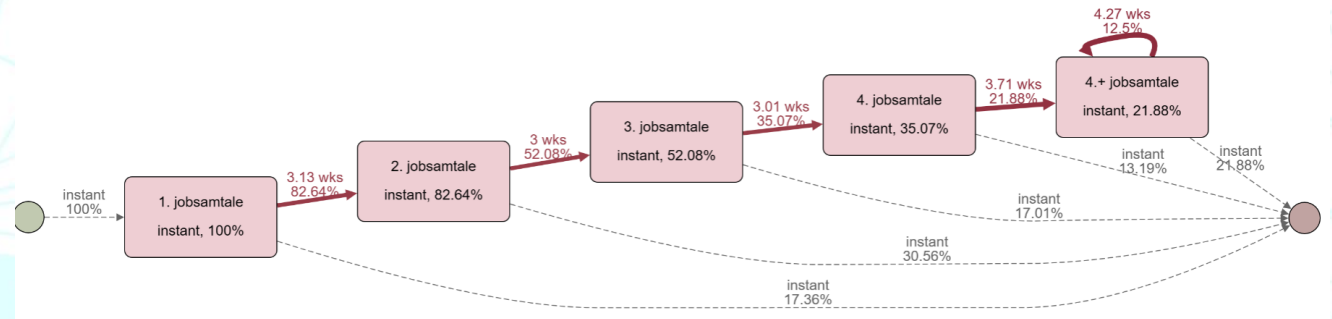 instant
100%
1. jobsamtale
instant, 100%
3.13 wks
82.64%
2. jobsamtale
instant, 82.64%
3 wks
52.08%
3. jobsamtale
instant, 52.08%
3.01 wks
35.07%
4. jobsamtale
instant, 35.07%
3.71 wks
21.88%
4.27 wks
12.5%
4.+ jobsamtale
instant, 21.88%
instant
13.19%
instant
21.88%
instant
17.01%
instant
30.56%
instant
17.36%